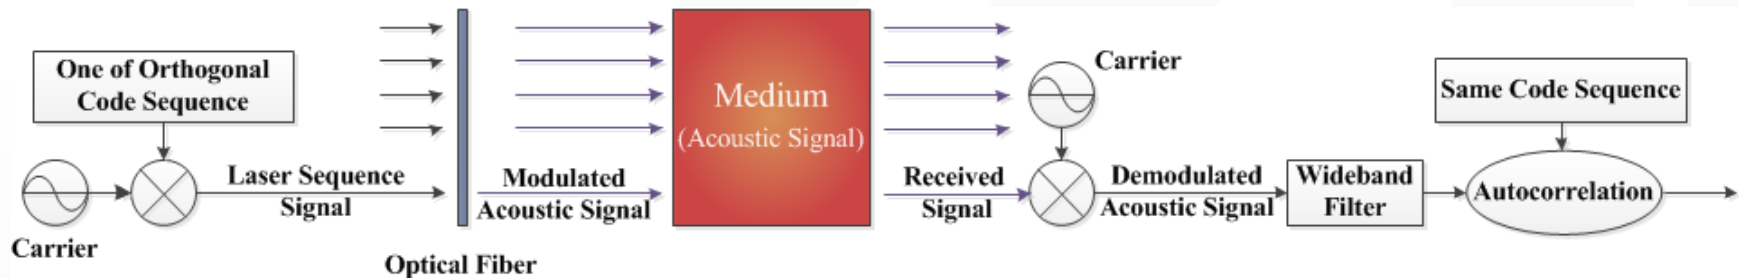 One of Orthogonal
Code Sequence
Carrier
Laser Sequence
Signal
Optical Fiber
Modulated
Acoustic Signal
Medium
(Acoustic Signal)
Received
Signal
Carrier
Demodulated
Acoustic Signal
Wideband
Filter
Same Code Sequence
Autocorrelation